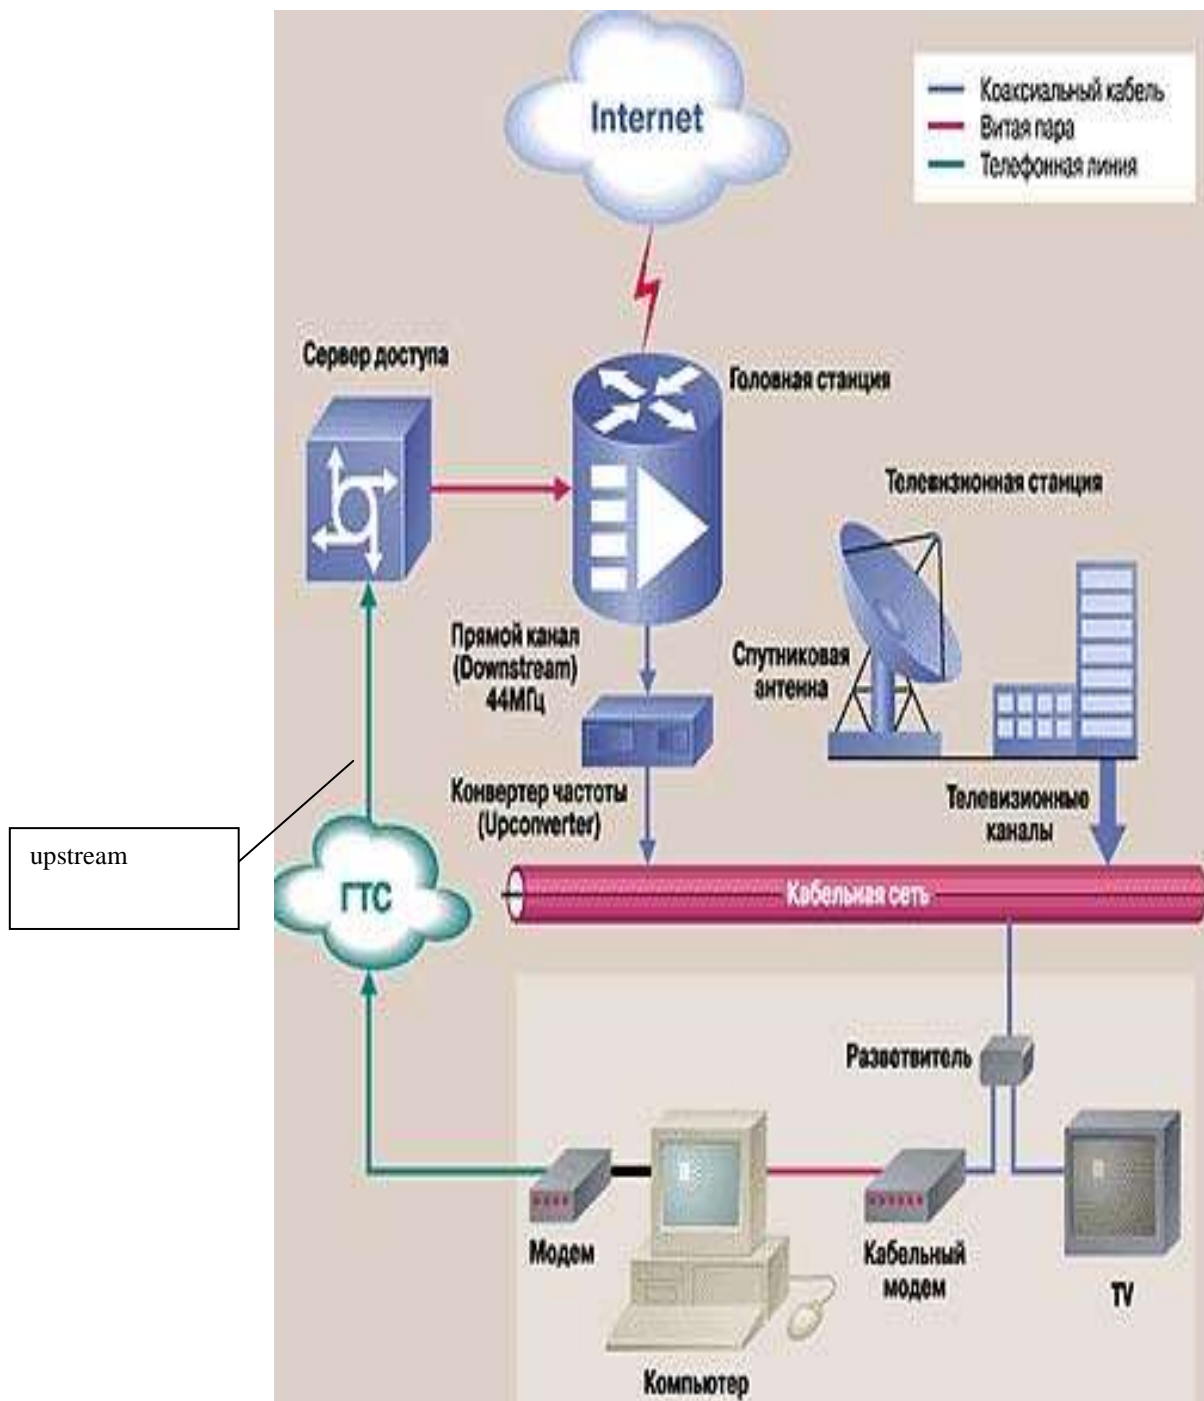 Internet
Коаксиальный кабель
Витая пара
Телефонная линия
Сервер доступа
Головная станция
Телевизионная станция
Прямой канал
(Downstream)
44МГц
Спутниковая
антенна
Конвертер частоты
(Upconverter)
Телевизионные
каналы
upstream
ГТС
Кабельная сеть
Разветвитель
Модем
Кабельный
модем
TV
Компьютер